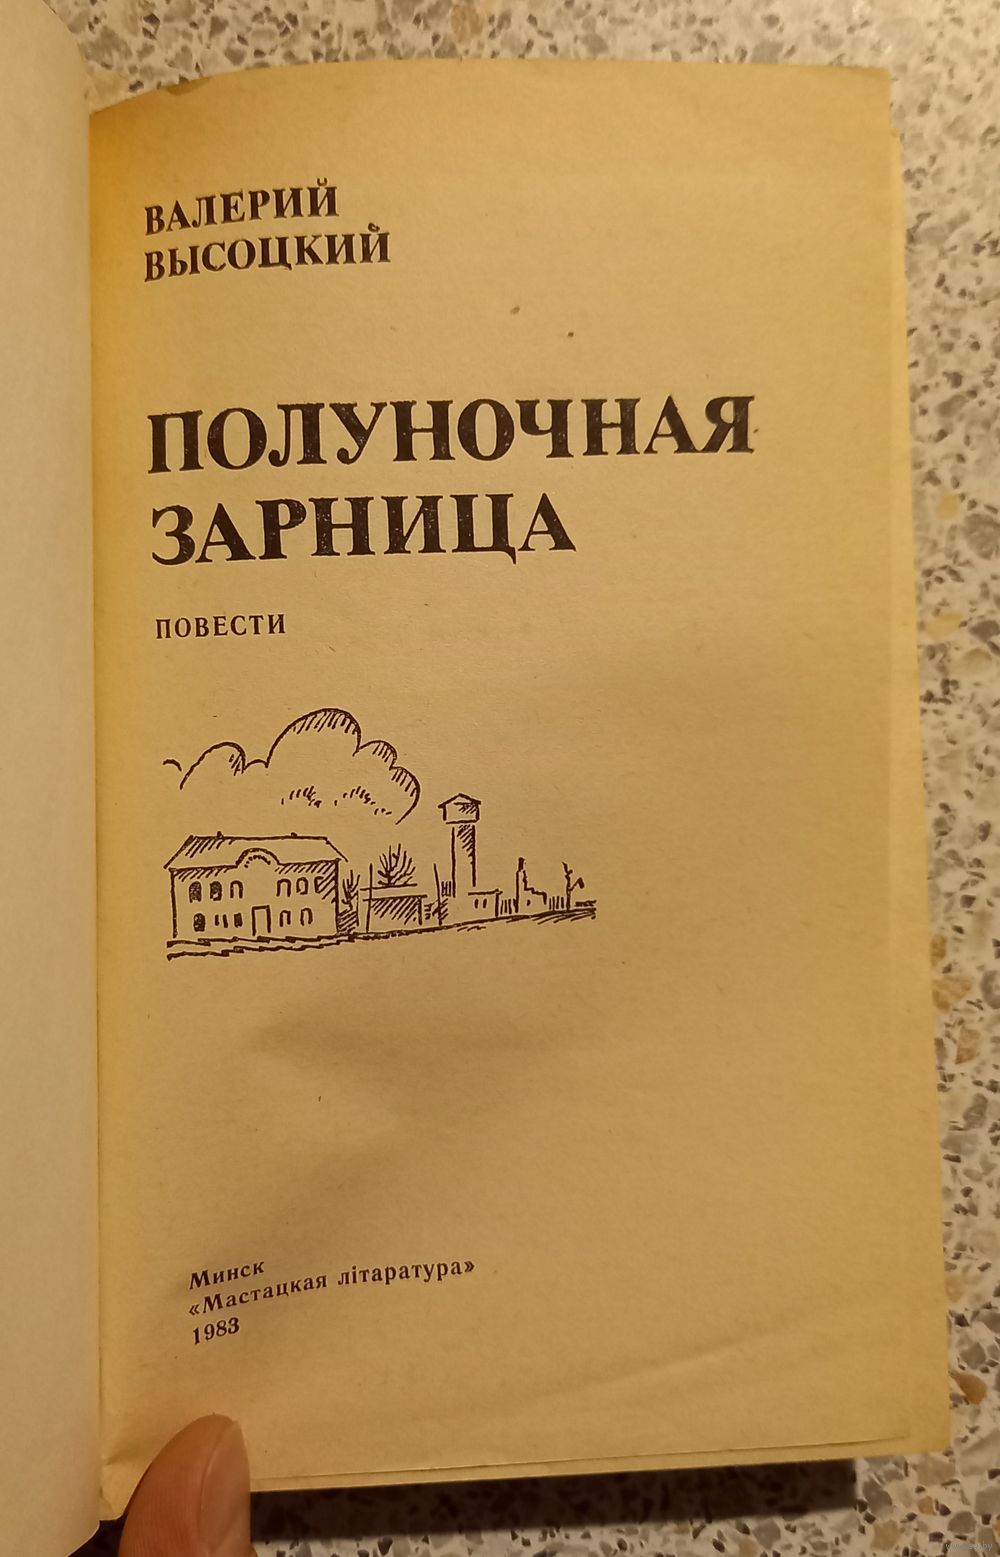 ВАЛЕРИЙ
ВЫСОЦКИЙ
ПОЛУНОЧНАЯ
ЗАРНИЦА
ПОВЕСТИ
Минск
«Мастацкая літаратура»
1983